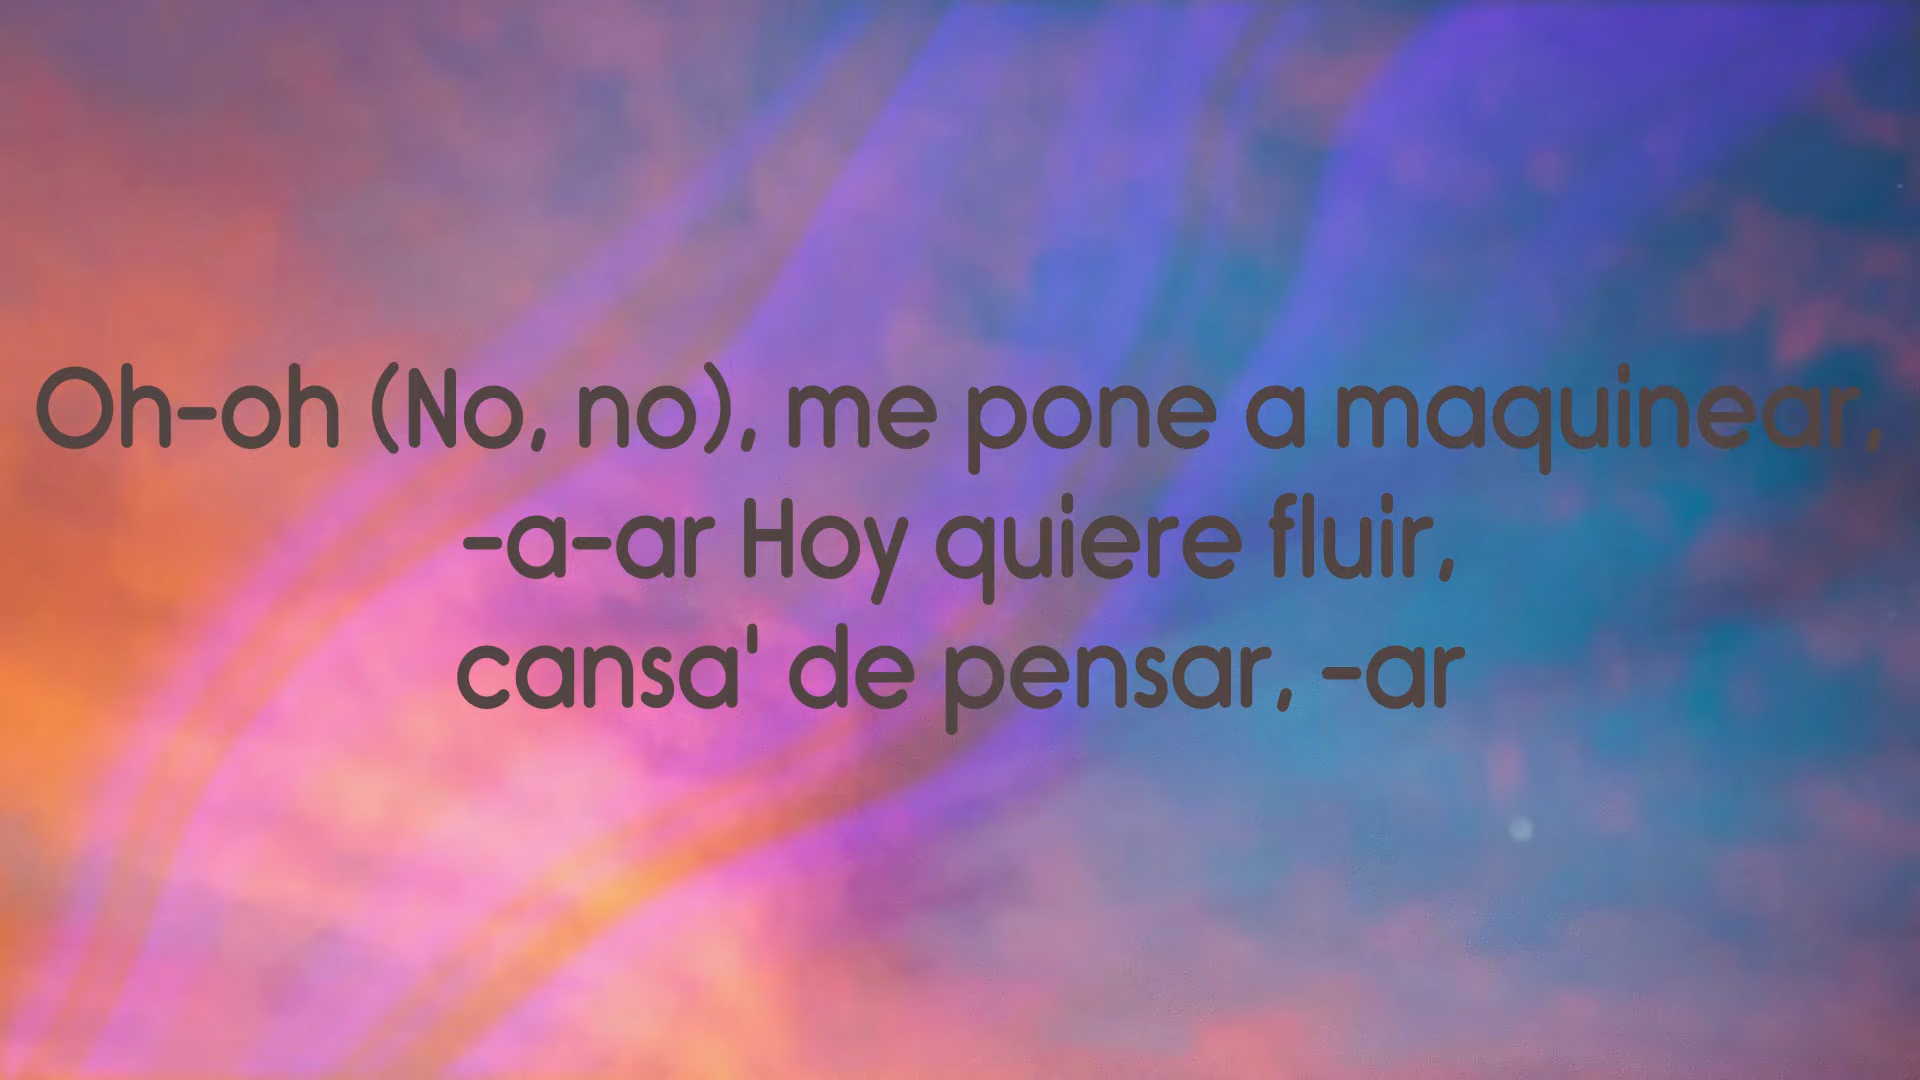 Oh-oh (No, no), me pone a maquinear,
-a-ar Hoy quiere fluir,
cansa' de pensar, -ar